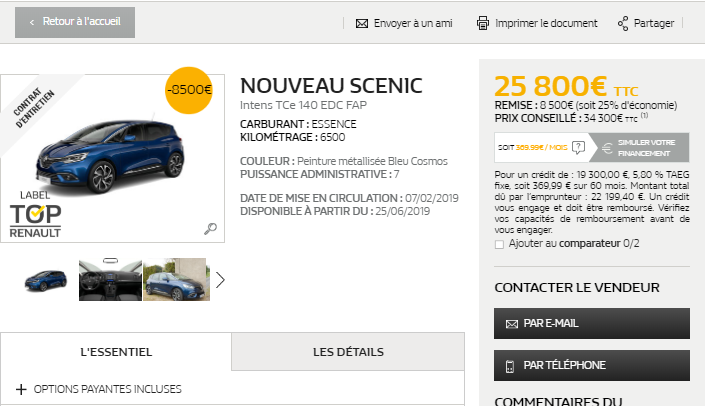 Retour à l'accueil
Envoyer à un ami
Imprimer le document
Partager
CONTRAT
D'ENTRETIEN
-8500€
LABEL
TOP
RENAULT
NOUVEAU SCENIC
Intens TCe 140 EDC FAP
CARBURANT : ESSENCE
KILOMÉTRAGE : 6500
COULEUR : Peinture métallisée Bleu Cosmos
PUISSANCE ADMINISTRATIVE : 7
DATE DE MISE EN CIRCULATION : 07/02/2019
DISPONIBLE À PARTIR DU : 25/06/2019
L'ESSENTIEL
LES DÉTAILS
OPTIONS PAYANTES INCLUSES
25 800€ TTC
REMISE : 8 500€ (soit 25% d'économie)
PRIX CONSEILLÉ : 34 300€ TTC (1)
SOIT 369.99€ / MOIS ?
€ SIMULER VOTRE
FINANCEMENT
Pour un crédit de : 19 300,00 €, 5,80 % TAEG
fixe, soit 369,99 € sur 60 mois. Montant total
dû par l'emprunteur : 22 199,40 €. Un crédit
vous engage et doit être remboursé. Vérifiez
vos capacités de remboursement avant de
vous engager.
Ajouter au comparateur 0/2
CONTACTER LE VENDEUR
PAR E-MAIL
PAR TÉLÉPHONE
COMMENTAIRES DU